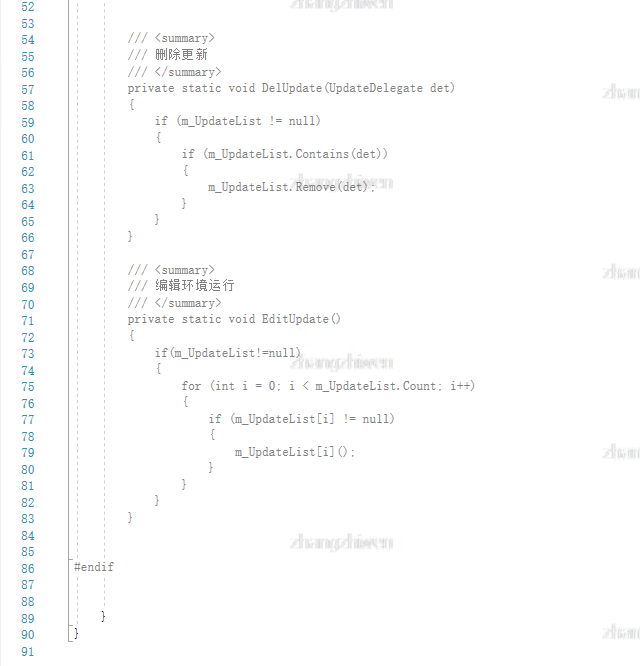 zhangzhiwen
52
53
54 /// <summary>
55 /// 删除更新
56 /// </summary>
57 private static void DelUpdate(UpdateDelegate det)
58 {
59 if (m_UpdateList != null)
60 {
61 if (m_UpdateList.Contains(det))
62 {
63 m_UpdateList.Remove(det);
64 }
65 }
66 }
67
68 /// <summary>
69 /// 编辑环境运行
70 /// </summary>
71 private static void EditUpdate()
72 {
73 if(m_UpdateList!=null)
74 {
75 for (int i = 0; i < m_UpdateList.Count; i++)
76 {
77 if (m_UpdateList[i] != null)
78 {
79 m_UpdateList[i]();
80 }
81 }
82 }
83 }
84
zhangzhiwen
85
86 #endif
87
88
89 }
90 }
91